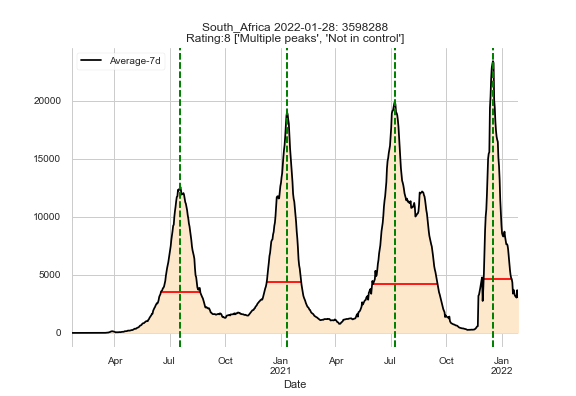 South_Africa 2022-01-28: 3598288
Rating:8 ['Multiple peaks', 'Not in control']
Average-7d
20000
15000
10000
5000
0
Apr
Jul
Oct
Jan
2021
Apr
Jul
Oct
Jan
2022
Date